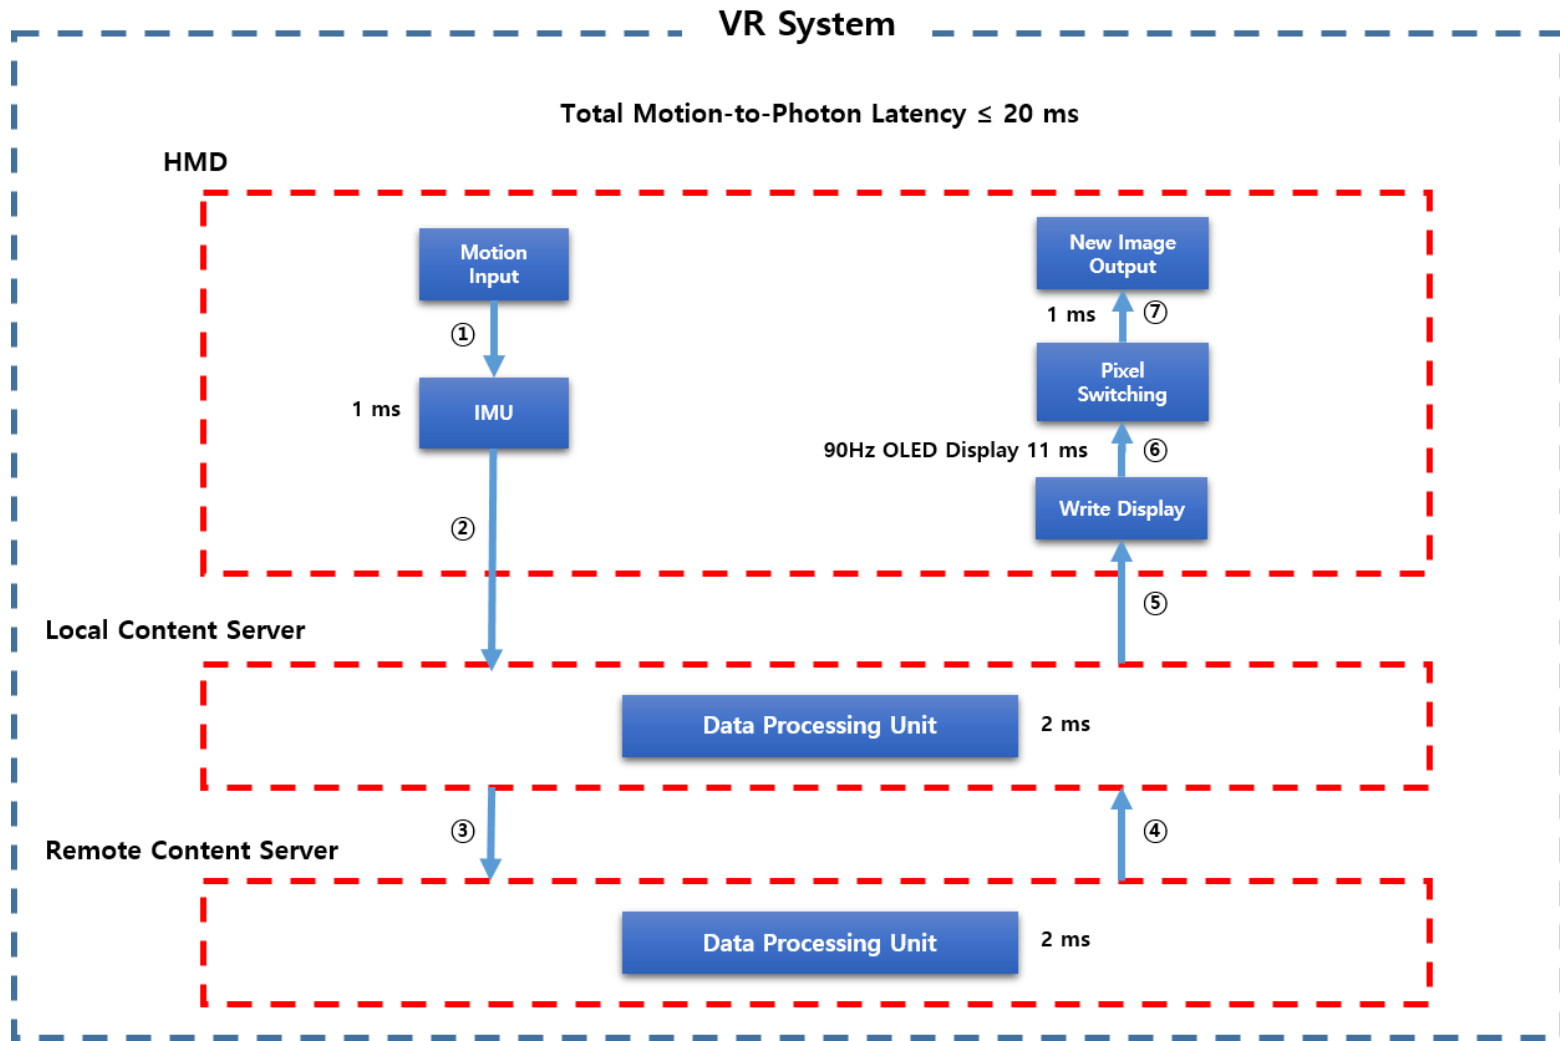 VR System
Total Motion-to-Photon Latency ≤ 20 ms
HMD
Motion
Input
①
1 ms
IMU
②
New Image
Output
1 ms
⑦
Pixel
Switching
90Hz OLED Display 11 ms
⑥
Write Display
⑤
Local Content Server
Data Processing Unit
2 ms
③
④
Remote Content Server
Data Processing Unit
2 ms